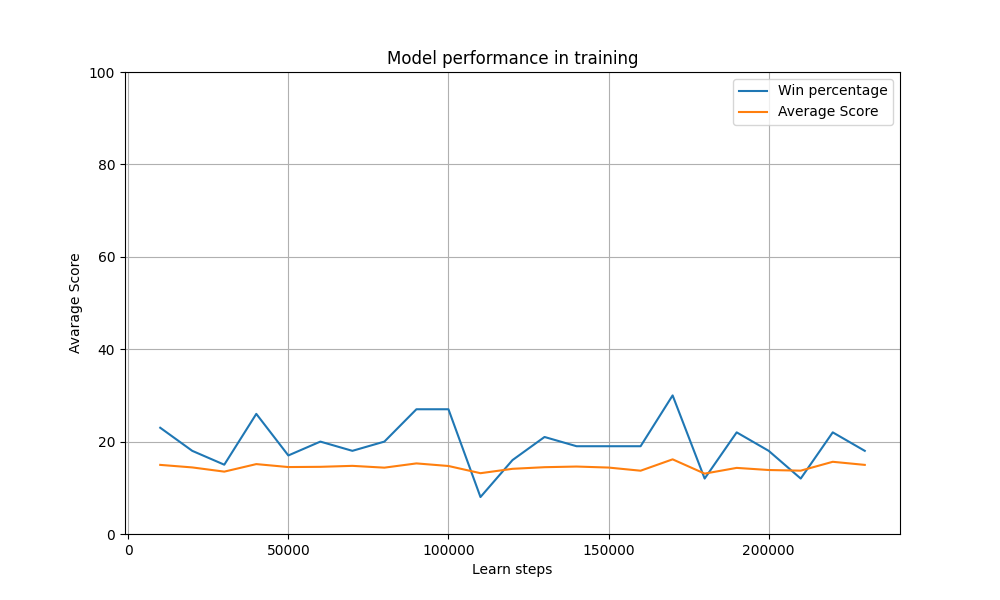 Model performance in training
100
80
60
40
20
0
Avarage Score
Win percentage
Average Score
0
50000
100000
150000
200000
Learn steps